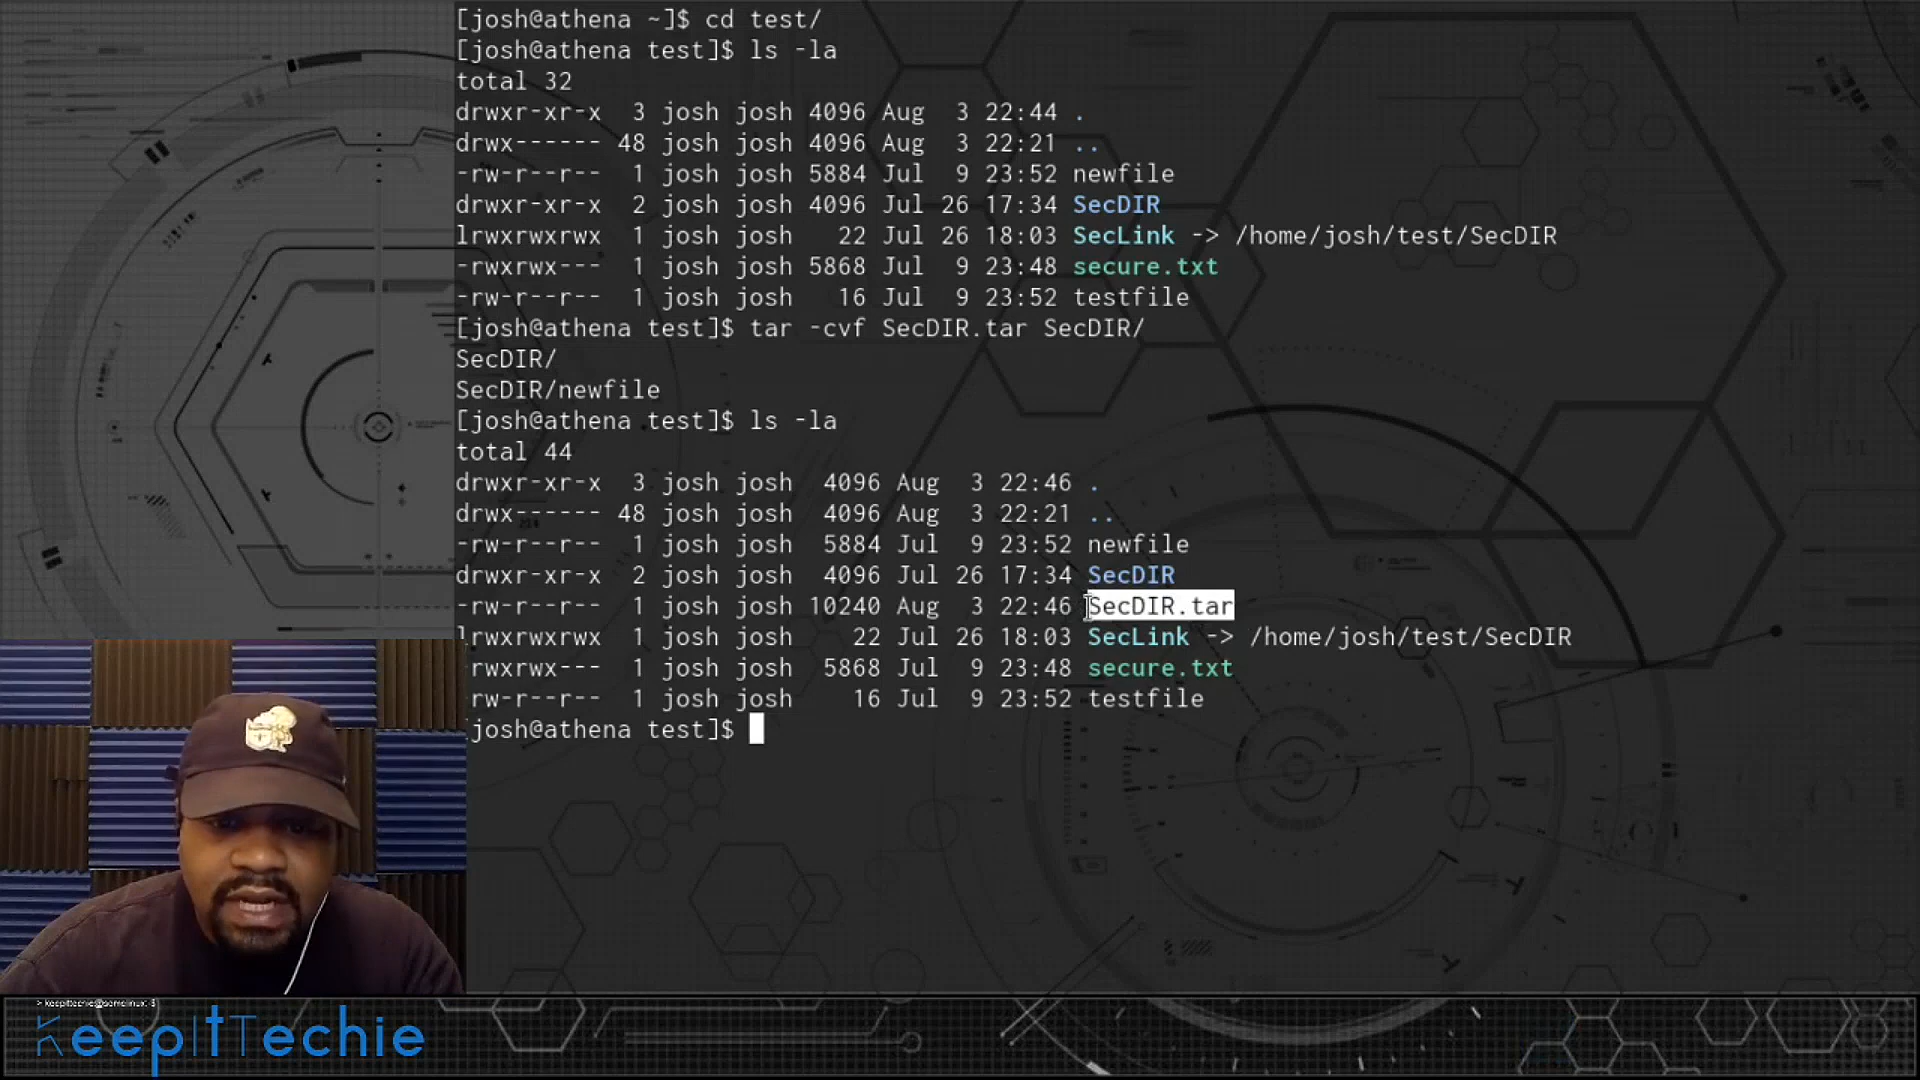 [josh@athena ~]$ cd test/
[josh@athena test]$ ls -la
total 32
drwxr-xr-x  3 josh josh 4096 Aug  3 22:44 .
drwx------ 48 josh josh 4096 Aug  3 22:21 ..
-rw-r--r--  1 josh josh 5884 Jul  9 23:52 newfile
drwxr-xr-x  2 josh josh 4096 Jul 26 17:34 SecDIR
lrwxrwxrwx  1 josh josh   22 Jul 26 18:03 SecLink -> /home/josh/test/SecDIR
-rwxrwx---  1 josh josh 5868 Jul  9 23:48 secure.txt
-rw-r--r--  1 josh josh   16 Jul  9 23:52 testfile
[josh@athena test]$ tar -cvf SecDIR.tar SecDIR/
SecDIR/
SecDIR/newfile
[josh@athena test]$ ls -la
total 44
drwxr-xr-x  3 josh josh  4096 Aug  3 22:46 .
drwx------ 48 josh josh  4096 Aug  3 22:21 ..
-rw-r--r--  1 josh josh  5884 Jul  9 23:52 newfile
drwxr-xr-x  2 josh josh  4096 Jul 26 17:34 SecDIR
-rw-r--r--  1 josh josh 10240 Aug  3 22:46 SecDIR.tar
lrwxrwxrwx  1 josh josh    22 Jul 26 18:03 SecLink -> /home/josh/test/SecDIR
rwxrwx---  1 josh josh  5868 Jul  9 23:48 secure.txt
rw-r--r--  1 josh josh    16 Jul  9 23:52 testfile
[josh@athena test]$
KeepItTechie